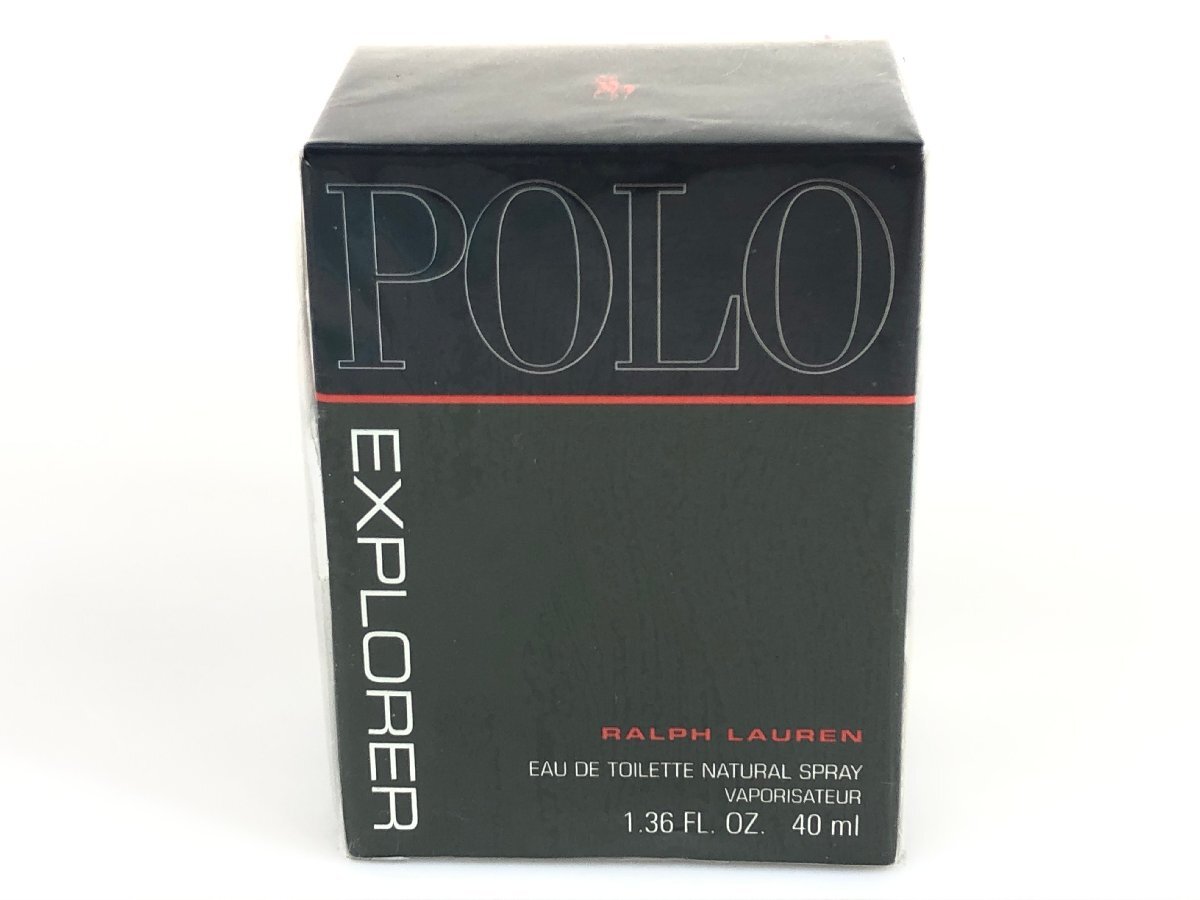 POLO
EXPLORER
RALPH LAUREN
EAU DE TOILETTE NATURAL SPRAY
VAPORISATEUR
1.36 FL. OZ. 40 ml